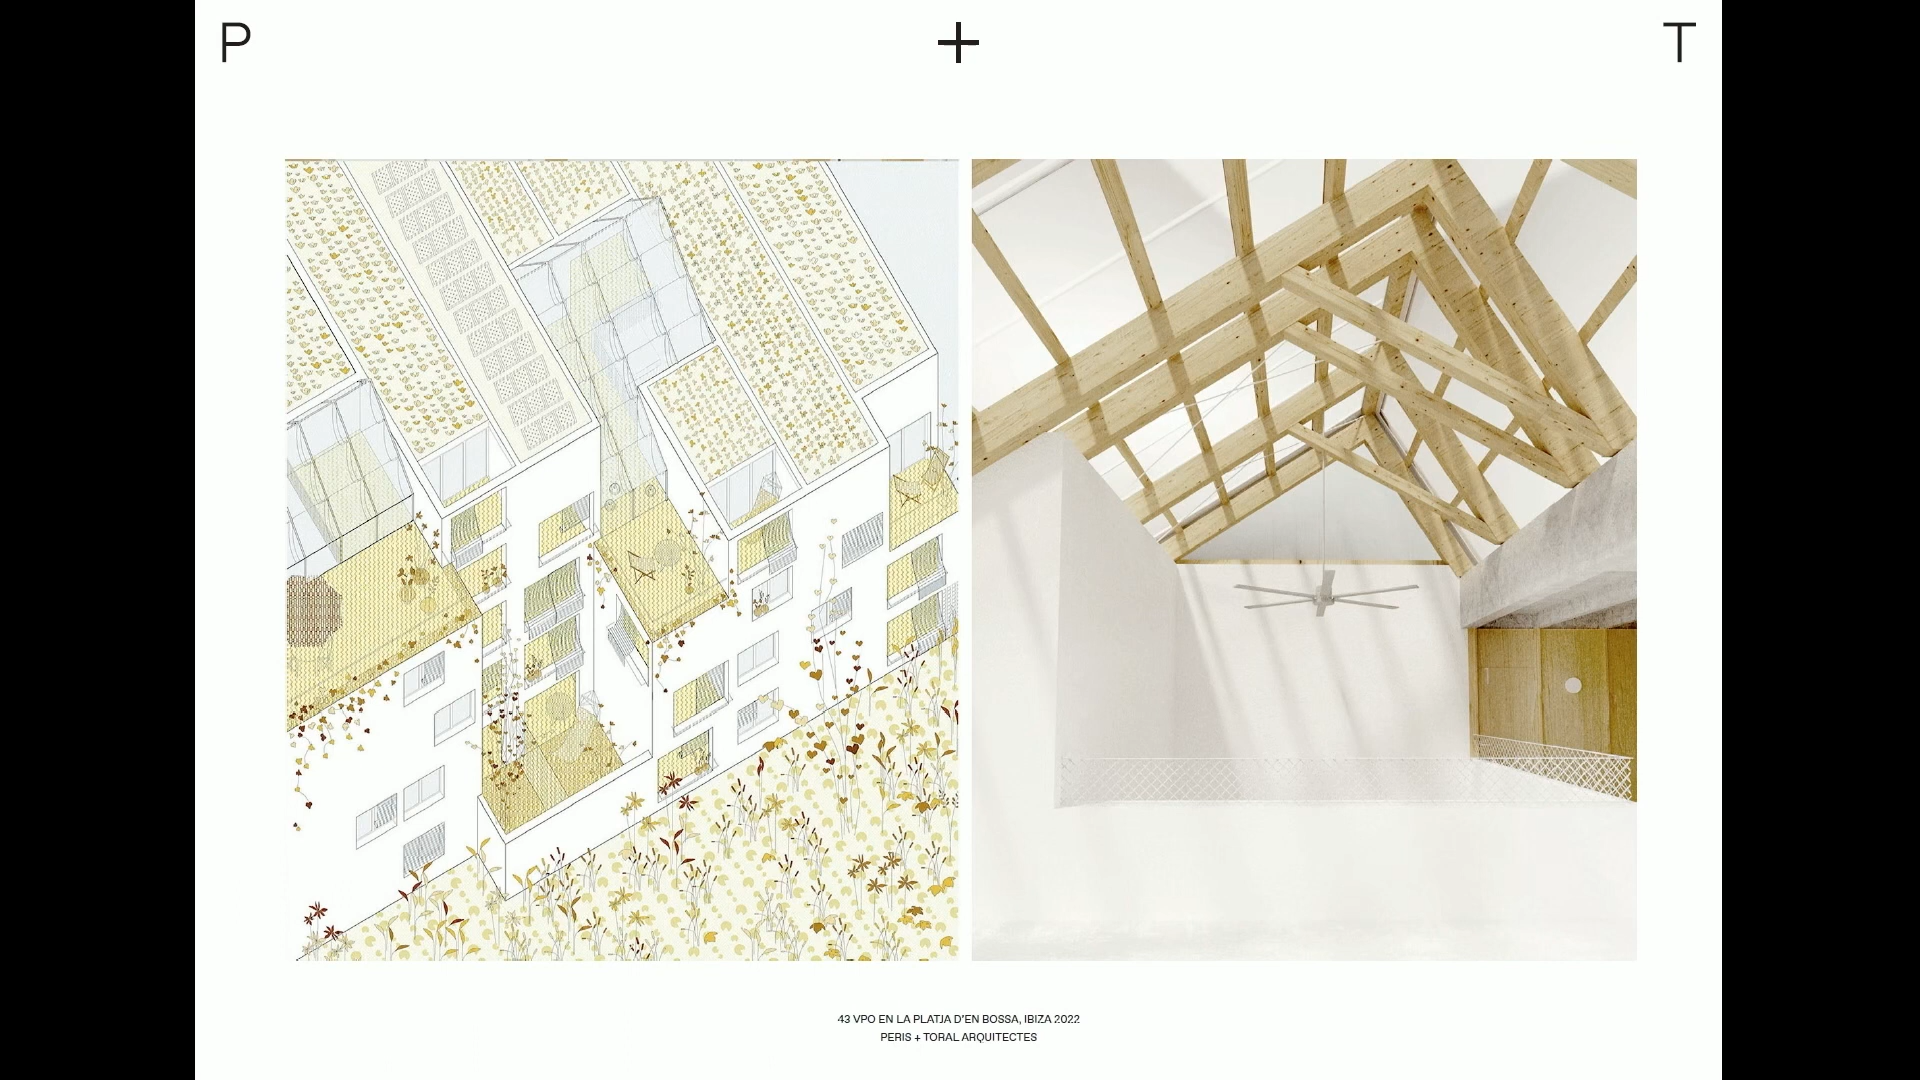 P + T
43 VPO EN LA PLATJA D'EN BOSSA, IBIZA 2022
PERIS + TORAL ARQUITECTES